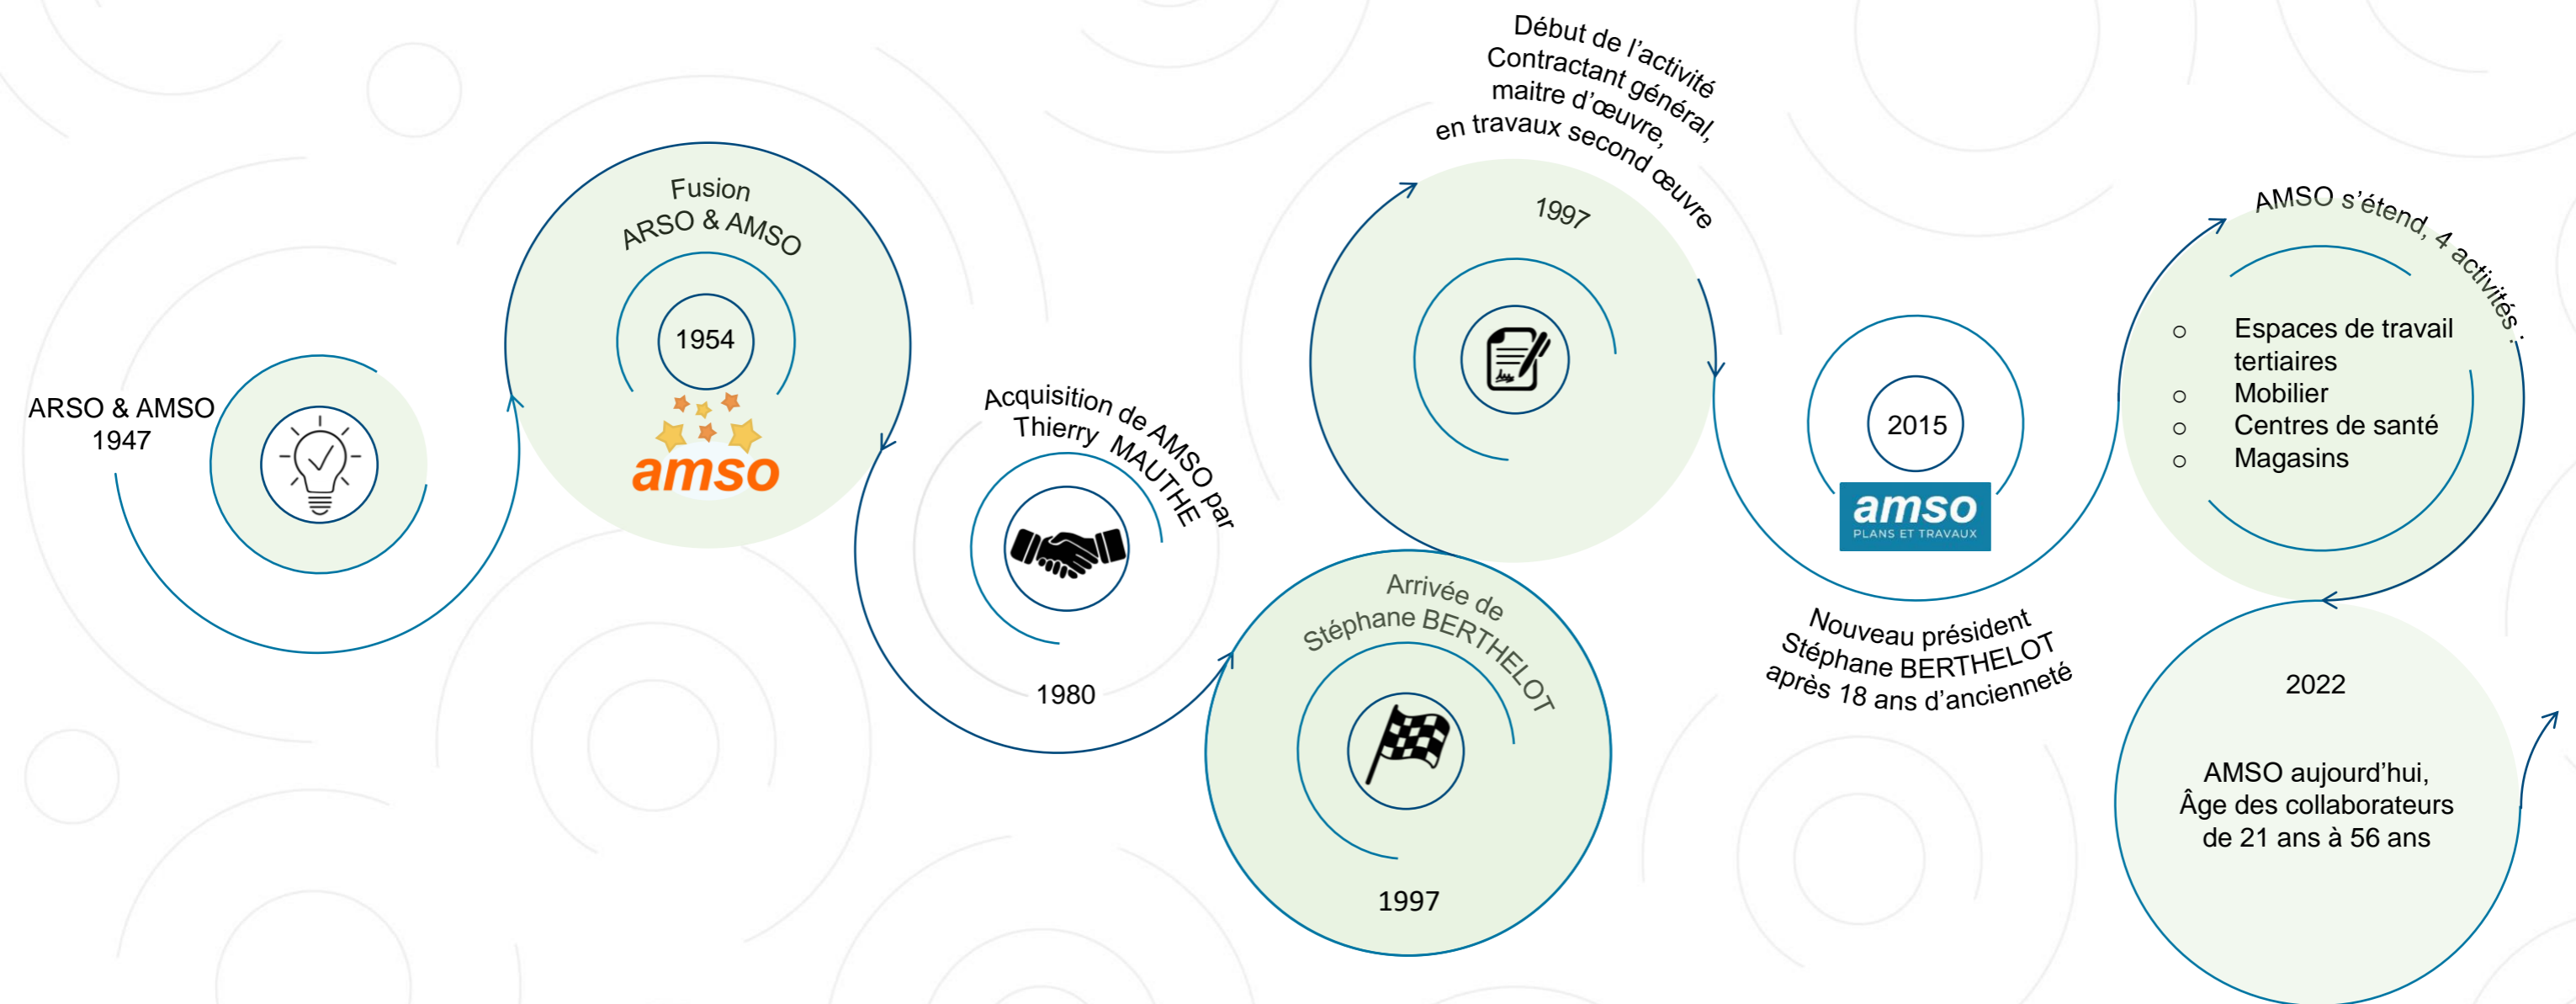 ARSO & AMSO
1947
Fusion
ARSO & AMSO
1954
amso
Acquisition de AMSO par
Thierry MAUTHE
1980
Arrivée de
Stéphane BERTHELOT
1997
Début de l’activité
Contractant général,
maitre d’œuvre,
en travaux second œuvre
1997
2015
amso
PLANS ET TRAVAUX
Nouveau président
Stéphane BERTHELOT
après 18 ans d’ancienneté
AMSO s’étend, 4 activités :
o Espaces de travail
tertiaires
o Mobilier
o Centres de santé
o Magasins
2022
AMSO aujourd’hui,
Âge des collaborateurs
de 21 ans à 56 ans